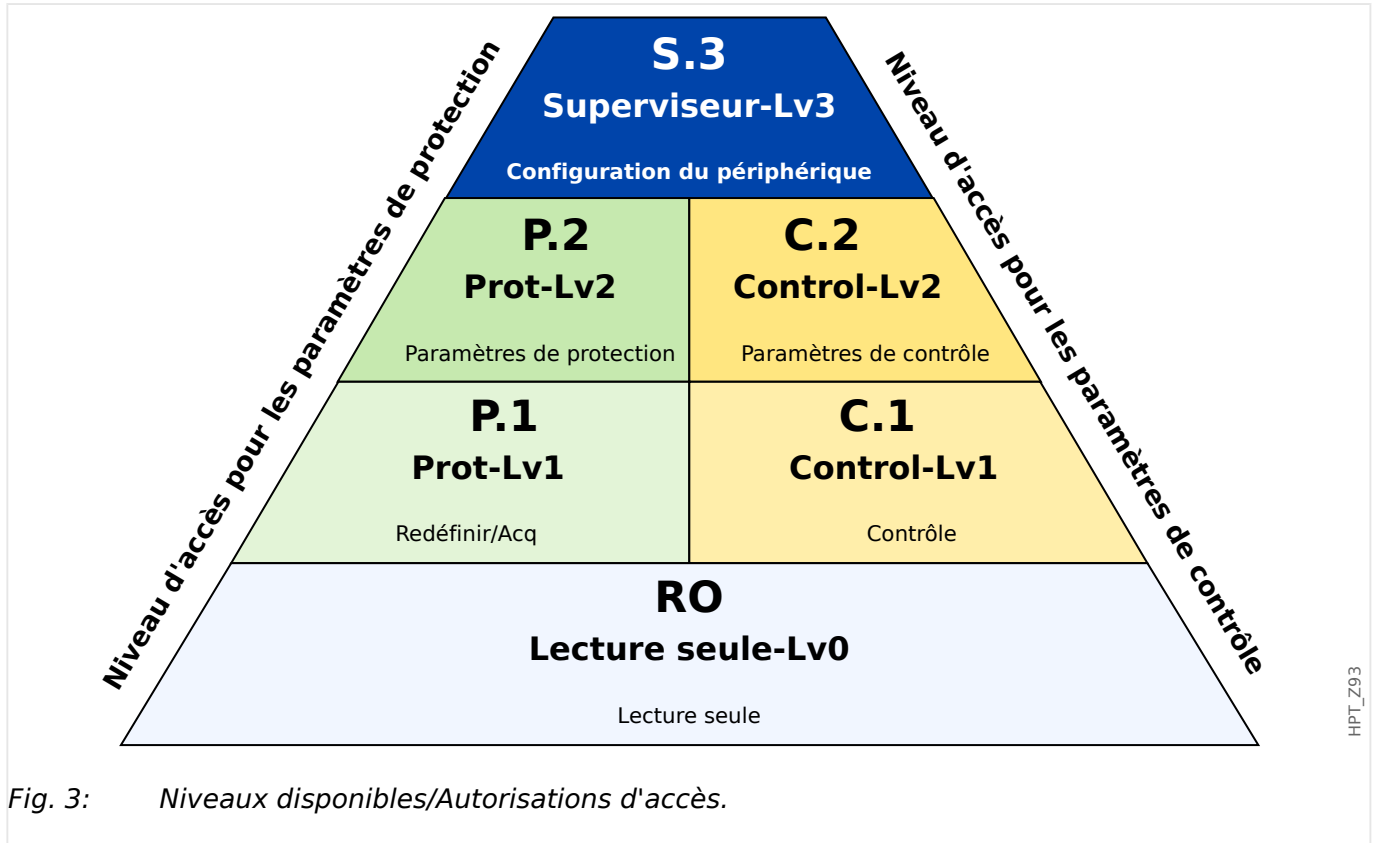 Niveau d'accès pour les paramètres de protection
Niveau d'accès pour les paramètres de contrôle
S.3
Superviseur-Lv3
Configuration du périphérique
P.2
Prot-Lv2
Paramètres de protection
C.2
Control-Lv2
Paramètres de contrôle
P.1
Prot-Lv1
Redéfinir/Acq
C.1
Control-Lv1
Contrôle
RO
Lecture seule-Lv0
Lecture seule
HPT_Z93
Fig. 3: Niveaux disponibles/Autorisations d'accès.